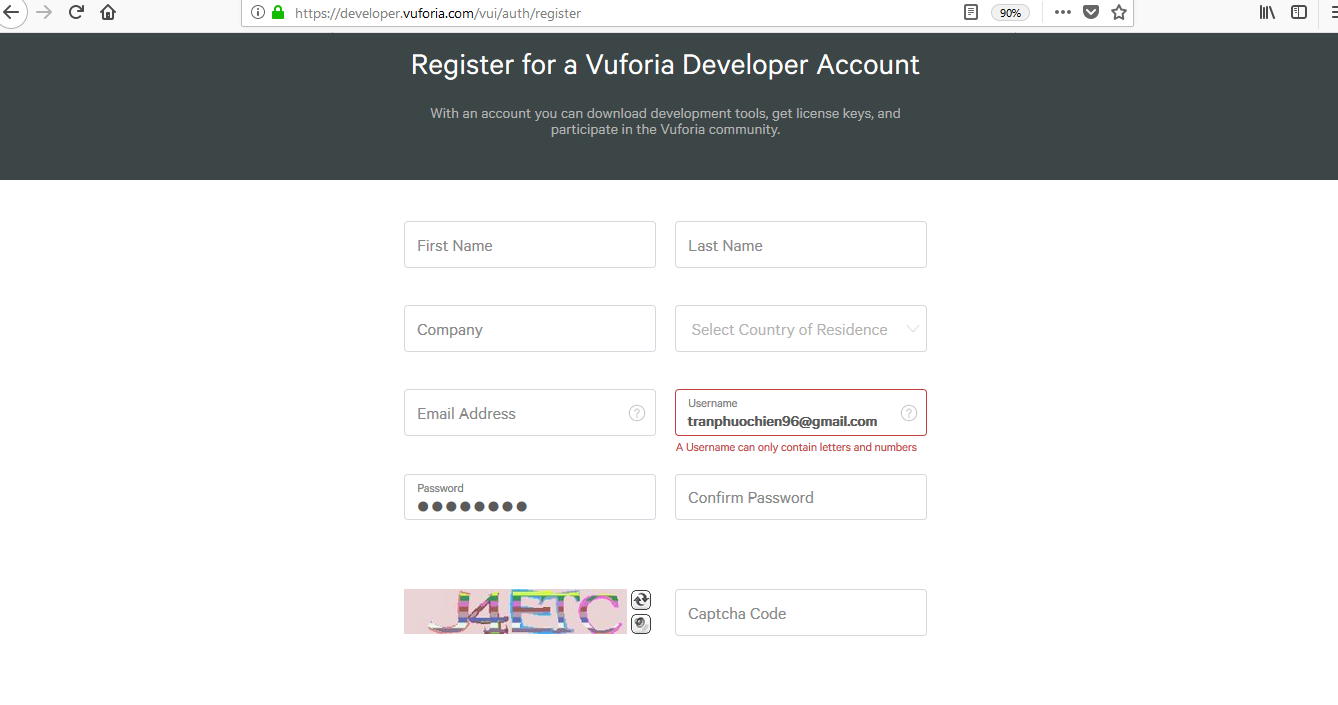 https://developer.vuforia.com/vui/auth/register
90%
Register for a Vuforia Developer Account
With an account you can download development tools, get license keys, and
participate in the Vuforia community.
First Name
Last Name
Company
Select Country of Residence
Email Address
?
Username
tranphuochien96@gmail.com
?
A Username can only contain letters and numbers
Password
Confirm Password
Captcha Code